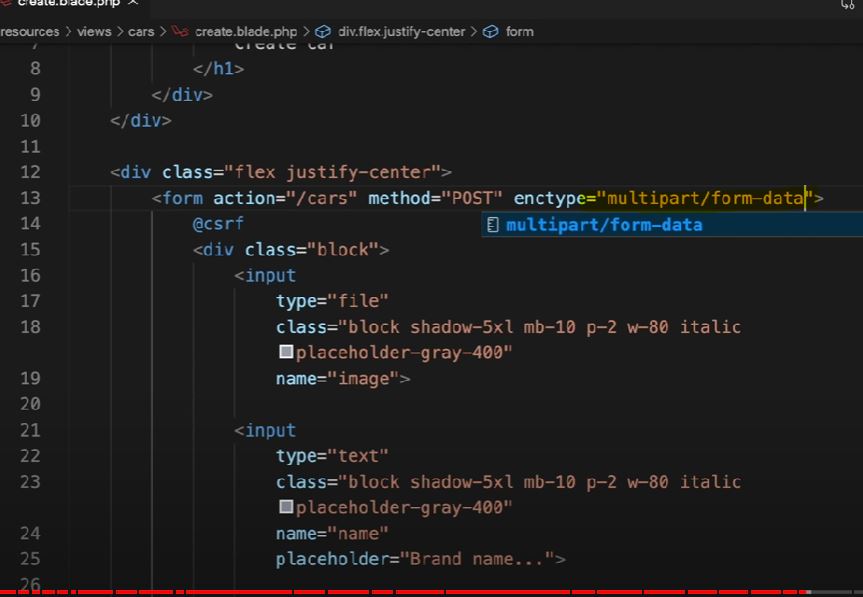 create.blade.php
resources > views > cars > create.blade.php > div.flex.justify-center > form
7 Create car
8 </h1>
9 </div>
10 </div>
11
12 <div class="flex justify-center">
13 <form action="/cars" method="POST" enctype="multipart/form-data">
14 @csrf
multipart/form-data
15 <div class="block">
16 <input
17 type="file"
18 class="block shadow-5xl mb-10 p-2 w-80 italic
placeholder-gray-400"
19 name="image">
20
21 <input
22 type="text"
23 class="block shadow-5xl mb-10 p-2 w-80 italic
placeholder-gray-400"
24 name="name"
25 placeholder="Brand name...">
26